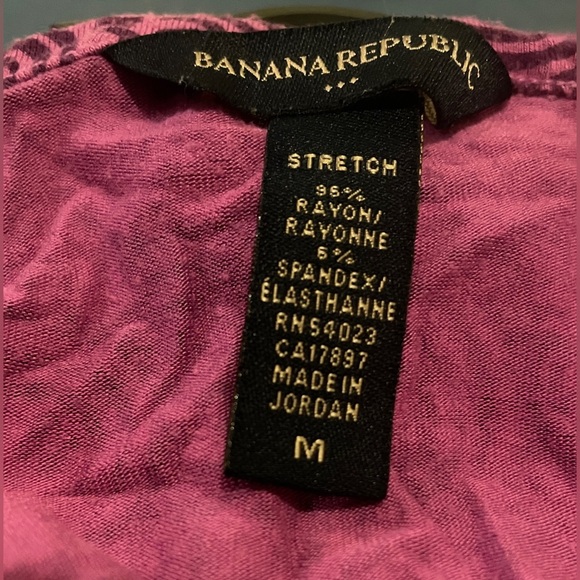 BANANA REPUBLIC
STRETCH
95%
RAYON/
RAYONNE
5%
SPANDEX/
ÉLASTHANNE
RN54023
CA17897
MADE IN
JORDAN
M